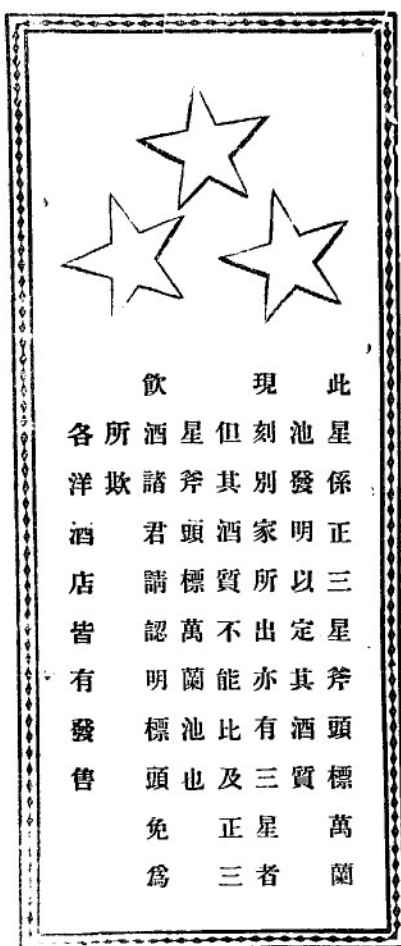 此星係正三星斧頭標萬蘭
池發明以定其酒質
現刻別家所出亦有三星者
但其酒質不能比及正三
星斧頭標萬蘭池也
飲酒諸君請認明標頭免為
所欺
各洋酒店皆有發售